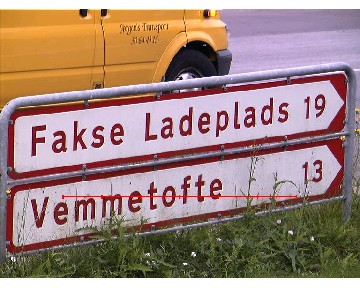 Fakse Ladeplads 19
Vemmetofte 13